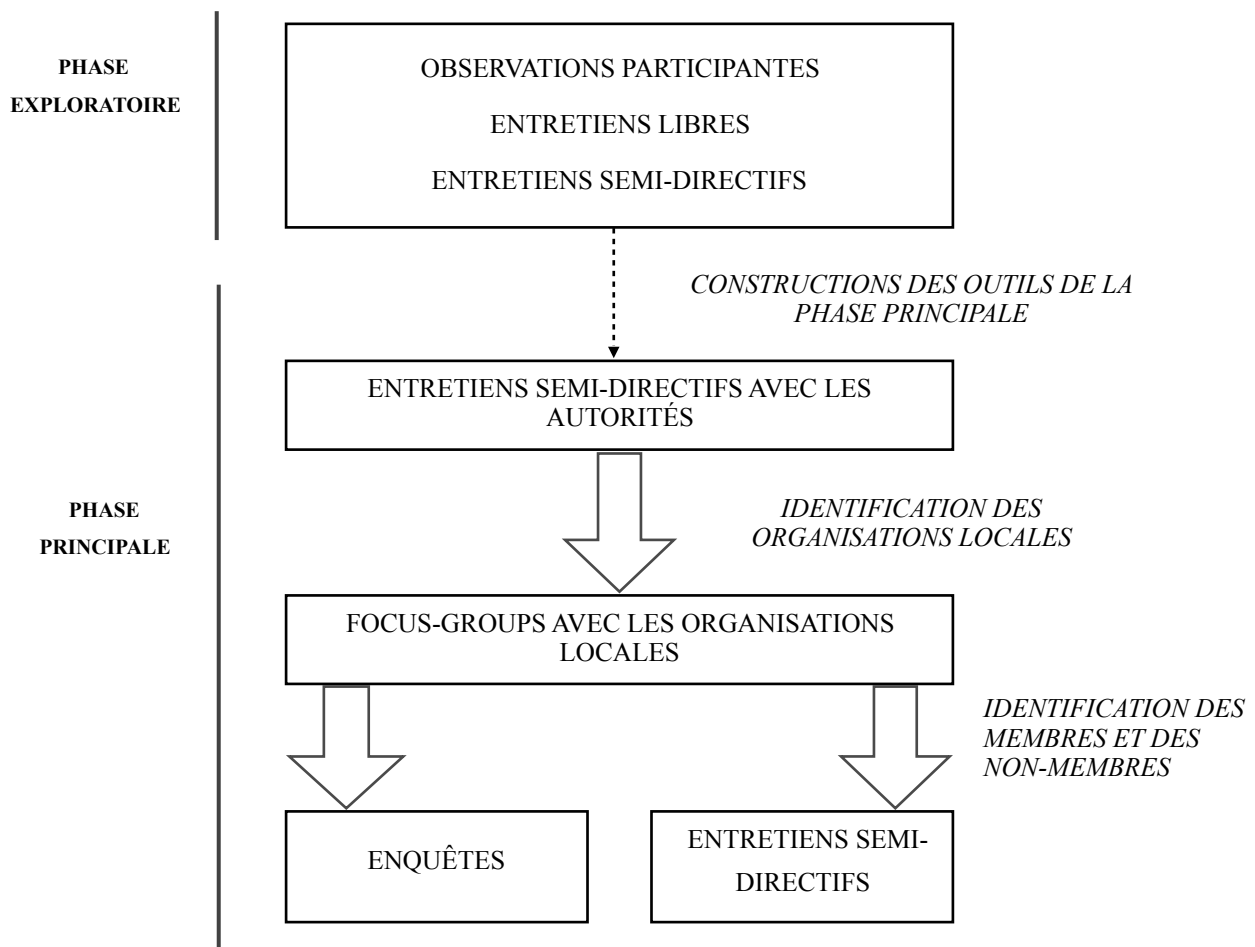 PHASE
EXPLORATOIRE
OBSERVATIONS PARTICIPANTES
ENTRETIENS LIBRES
ENTRETIENS SEMI-DIRECTIFS
CONSTRUCTIONS DES OUTILS DE LA
PHASE PRINCIPALE
ENTRETIENS SEMI-DIRECTIFS AVEC LES
AUTORITÉS
PHASE
PRINCIPALE
IDENTIFICATION DES
ORGANISATIONS LOCALES
FOCUS-GROUPS AVEC LES ORGANISATIONS
LOCALES
IDENTIFICATION DES
MEMBRES ET DES
NON-MEMBRES
ENQUÊTES
ENTRETIENS SEMI-
DIRECTIFS